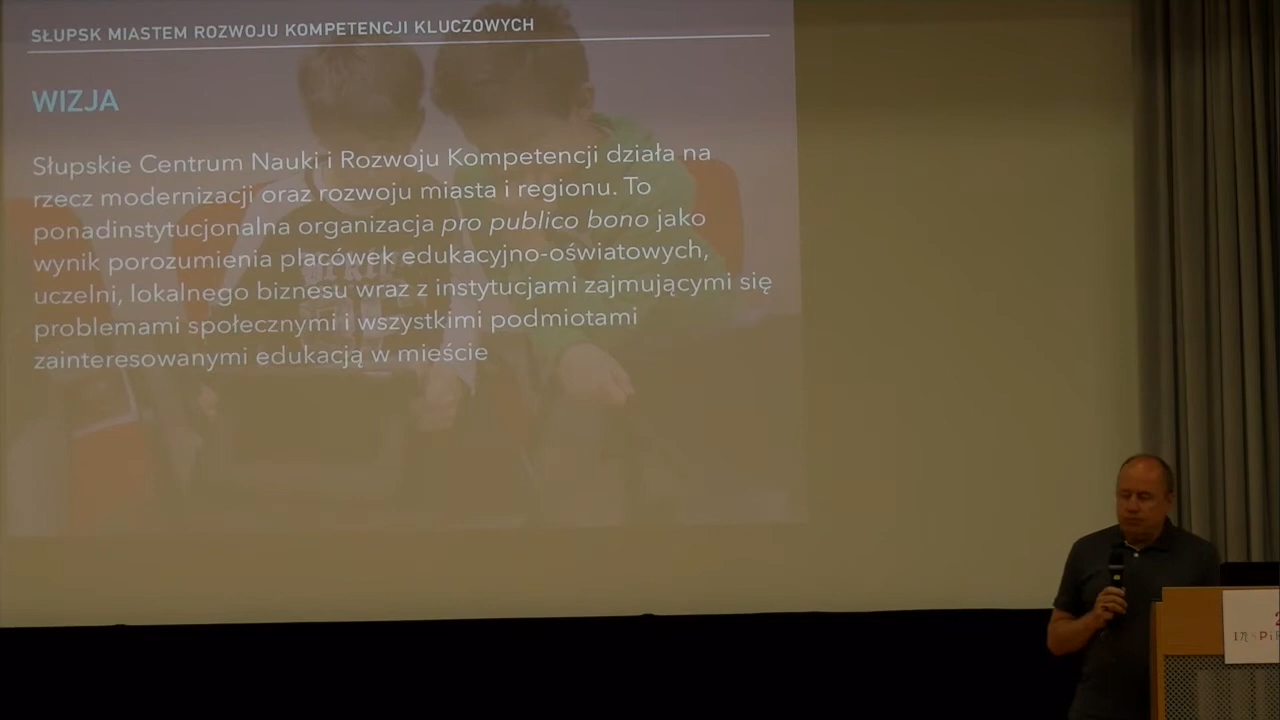 SŁUPSK MIASTEM ROZWOJU KOMPETENCJI KLUCZOWYCH
WIZJA
Słupskie Centrum Nauki i Rozwoju Kompetencji działa na
rzecz modernizacji oraz rozwoju miasta i regionu. To
ponadinstytucjonalna organizacja pro publico bono jako
wynik porozumienia placówek edukacyjno-oświatowych,
uczelni, lokalnego biznesu wraz z instytucjami zajmującymi się
problemami społecznymi i wszystkimi podmiotami
zainteresowanymi edukacją w mieście